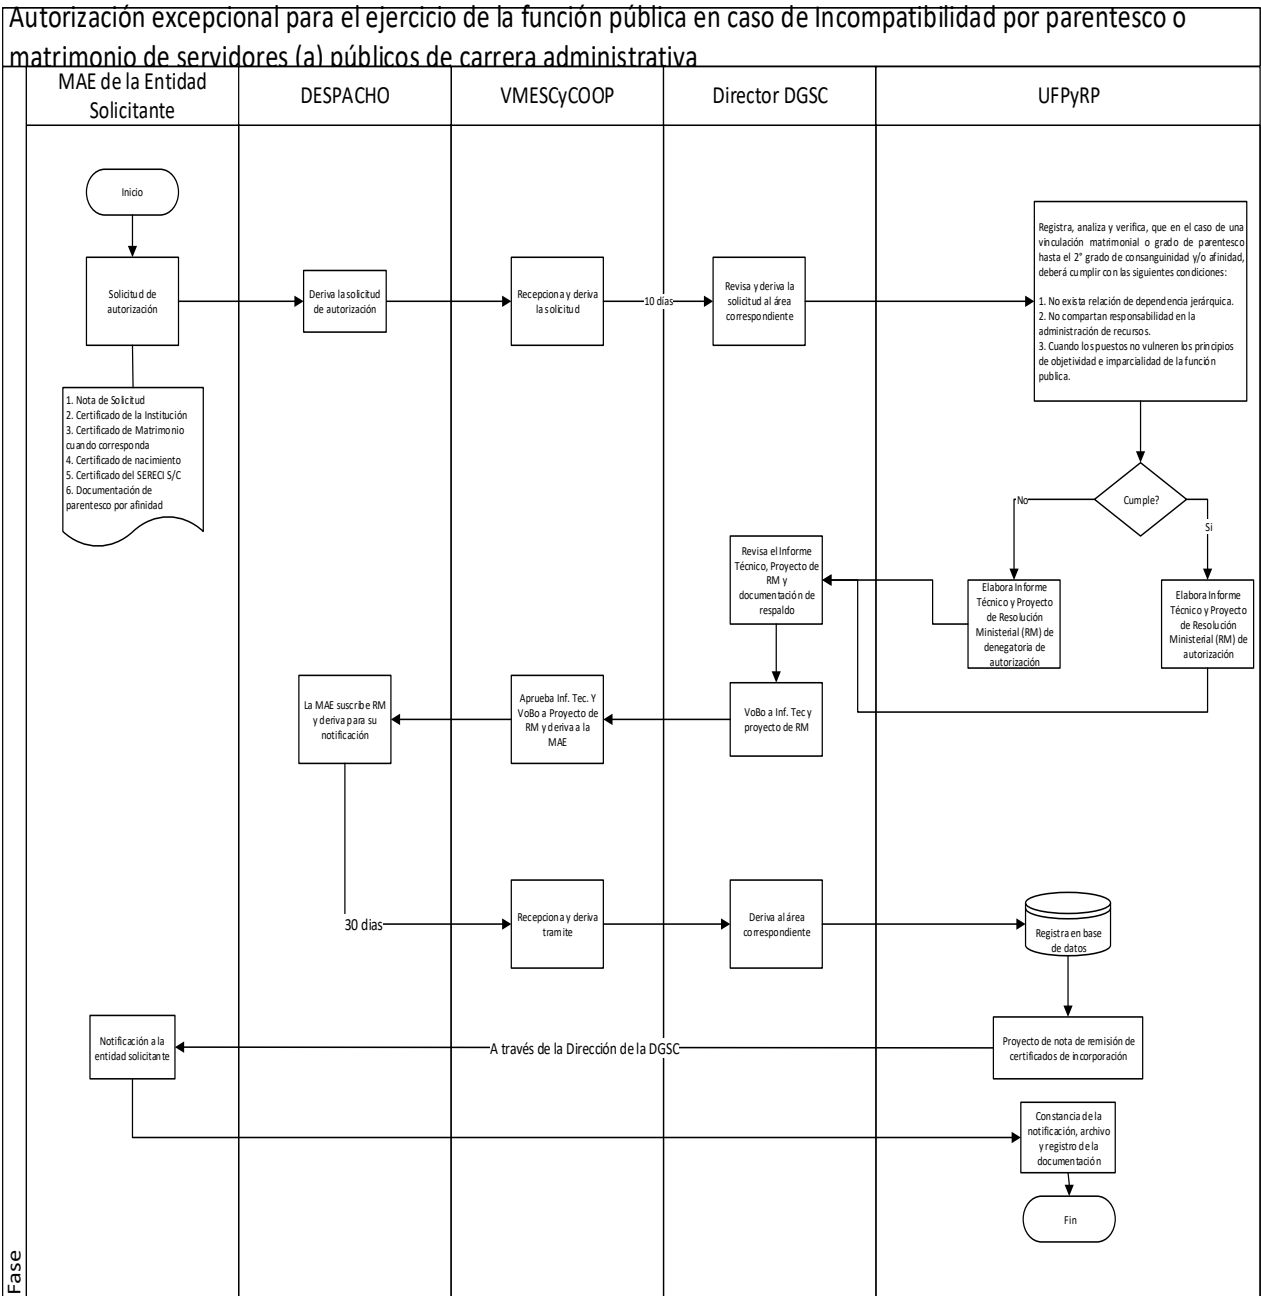 Autorización excepcional para el ejercicio de la función pública en caso de Incompatibilidad por parentesco o
matrimonio de servidores (a) públicos de carrera administrativa
MAE de la Entidad
Solicitante
DESPACHO
VMESCyCOOP
Director DGSC
UFPyRP
Inicio
Solicitud de
autorización
Deriva la solicitud
de autorización
Recepciona y deriva
la solicitud
10 días
Revisa y deriva la
solicitud al área
correspondiente
Registra, analiza y verifica, que en el caso de una
vinculación matrimonial o grado de parentesco
hasta el 2° grado de consanguinidad y/o afinidad,
deberá cumplir con las siguientes condiciones:
1. No exista relación de dependencia jerárquica.
2. No compartan responsabilidad en la
administración de recursos.
3. Cuando los puestos no vulneren los principios
de objetividad e imparcialidad de la función
publica.
1. Nota de Solicitud
2. Certificado de la Institución
3. Certificado de Matrimonio
cuando corresponda
4. Certificado de nacimiento
5. Certificado del SERECI S/C
6. Documentación de
parentesco por afinidad
Cumple?
No
Si
Revisa el Informe
Técnico, Proyecto de
RM y
documentación de
respaldo
Elabora Informe
Técnico y Proyecto
de Resolución
Ministerial (RM) de
denegatoria de
autorización
Elabora Informe
Técnico y Proyecto
de Resolución
Ministerial (RM) de
autorización
La MAE suscribe RM
y deriva para su
notificación
Aprueba Inf. Tec. Y
VoBo a Proyecto de
RM y deriva a la
MAE
VoBo a Inf. Tec y
proyecto de RM
30 dias
Recepciona y deriva
tramite
Deriva al área
correspondiente
Registra en base
de datos
Notificación a la
entidad solicitante
A través de la Dirección de la DGSC
Proyecto de nota de remisión de
certificados de incorporación
Constancia de la
notificación, archivo
y registro de la
documentación
Fin
Fase